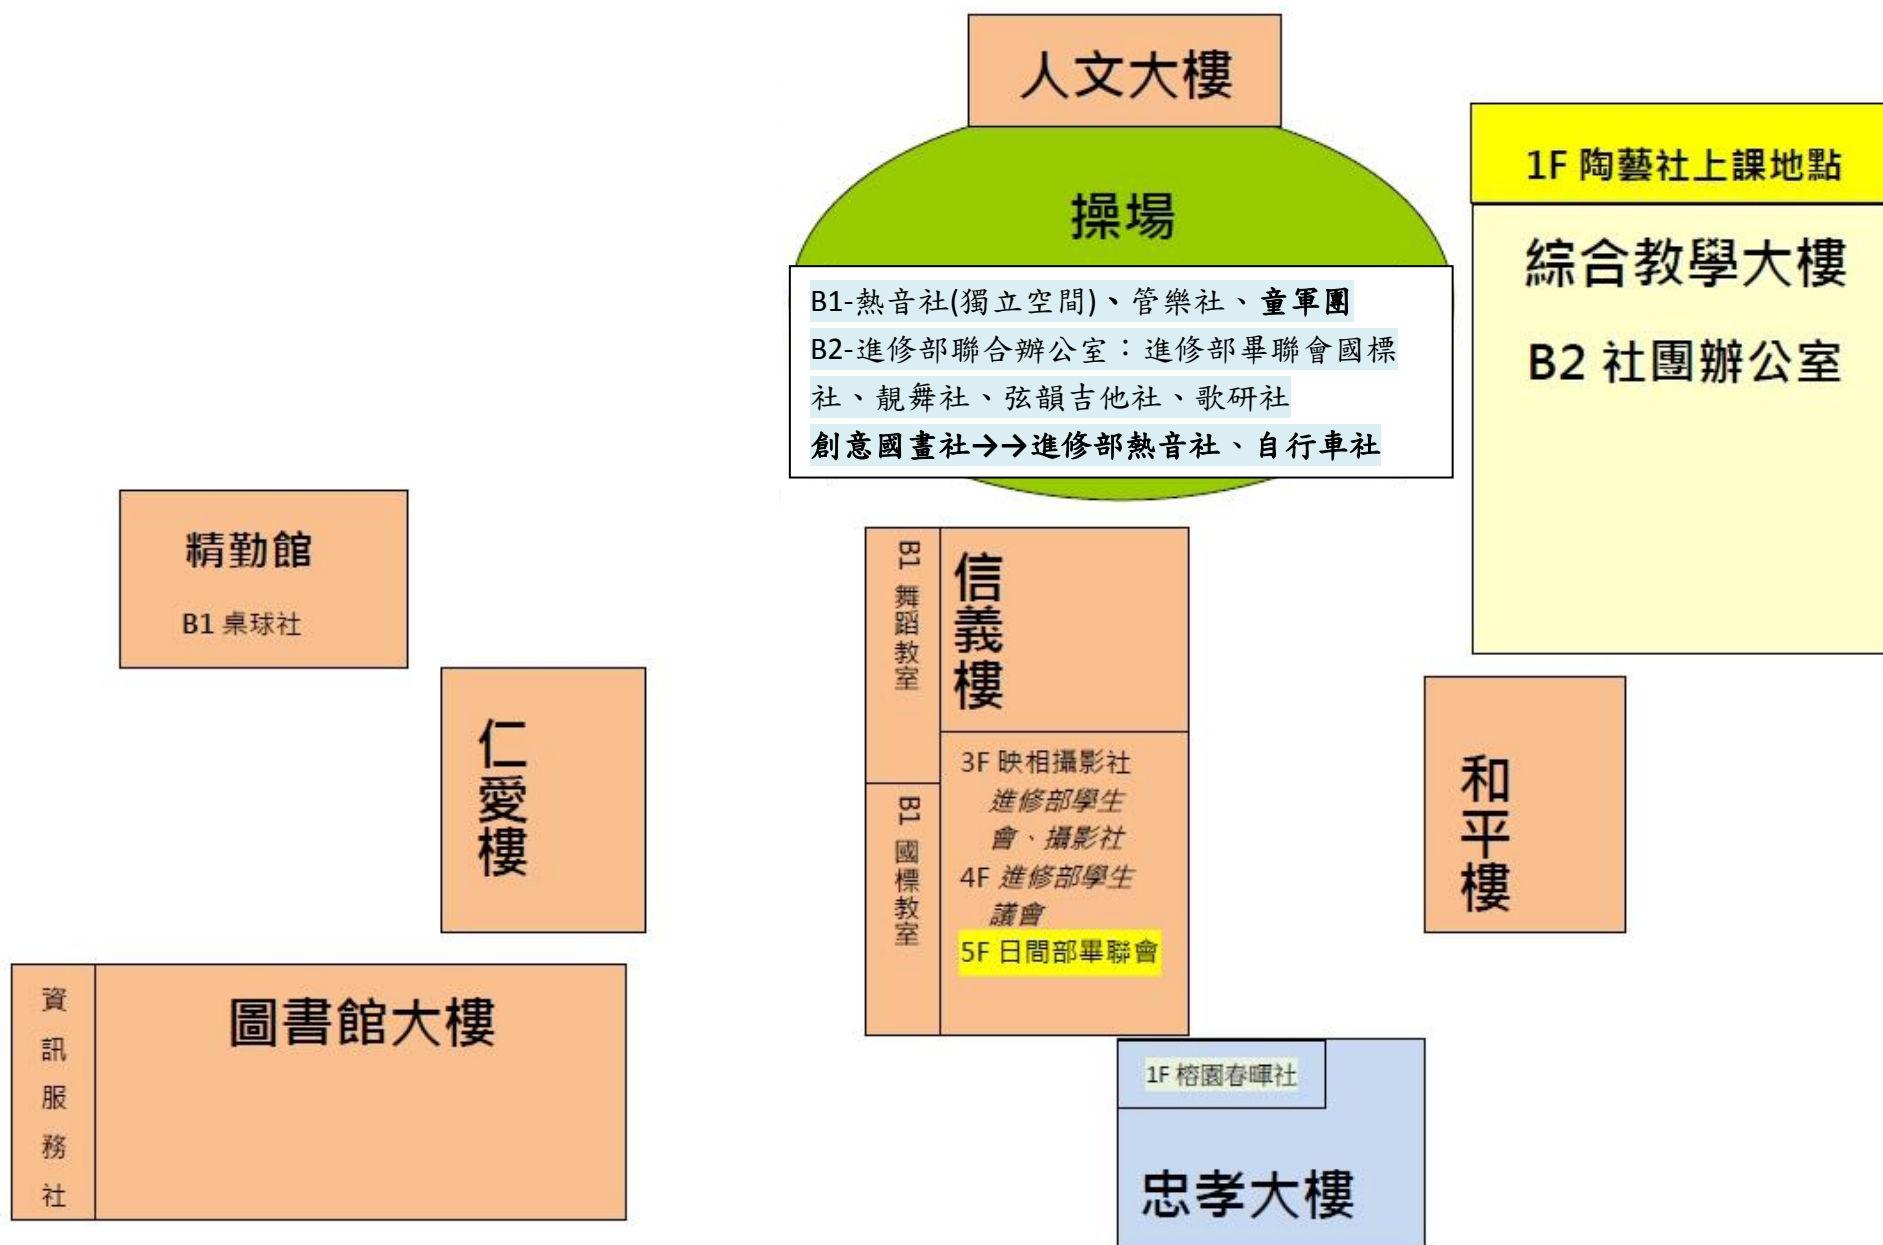 人文大樓
操場
B1-熱音社(獨立空間)、管樂社、童軍團
B2-進修部聯合辦公室：進修部畢聯會國標
社、靚舞社、弦韻吉他社、歌研社
創意國畫社→→進修部熱音社、自行車社
1F 陶藝社上課地點
綜合教學大樓
B2 社團辦公室
精勤館
B1 桌球社
仁愛樓
B1 舞蹈教室
信義樓
B1 國標教室
3F 映相攝影社
進修部學生
會、攝影社
4F 進修部學生
議會
5F 日間部畢聯會
和平樓
資訊服務社
圖書館大樓
1F 榕園春暉社
忠孝大樓